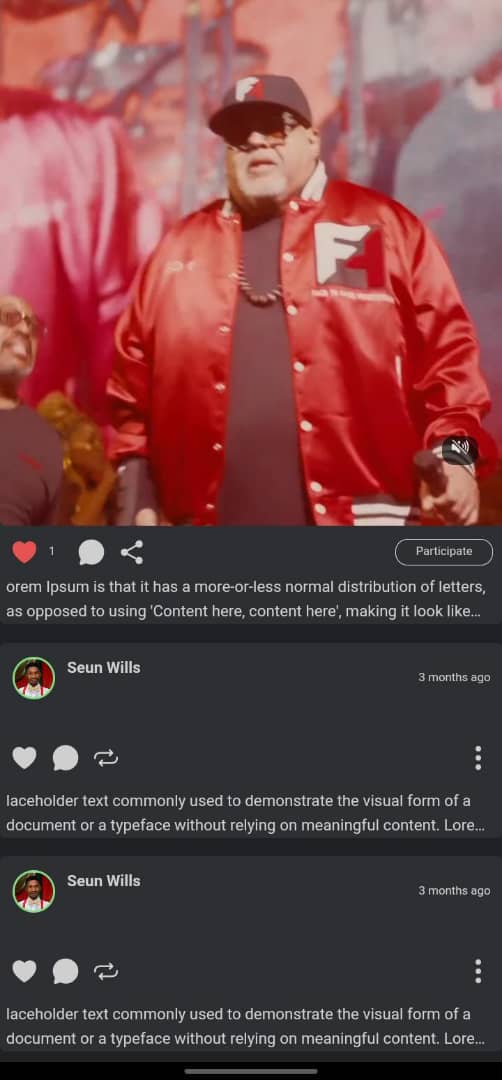 1
Participate
orem Ipsum is that it has a more-or-less normal distribution of letters,
as opposed to using 'Content here, content here', making it look like...
Seun Wills
3 months ago
laceholder text commonly used to demonstrate the visual form of a
document or a typeface without relying on meaningful content. Lore...
Seun Wills
3 months ago
laceholder text commonly used to demonstrate the visual form of a
document or a typeface without relying on meaningful content. Lore...